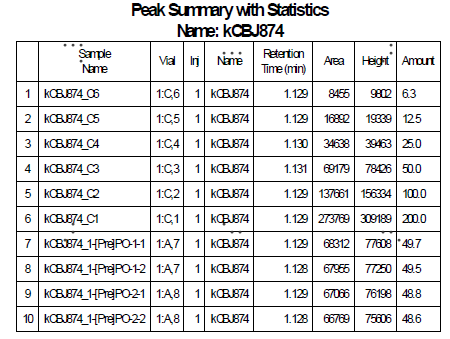 Peak Summary with Statistics
Name: kCBJ874
Sample Name Vial Inj Name Retention Time (min) Area Height Amount
1 kCBJ874_C6 1:C,6 1 kCBJ874 1.129 8455 9802 6.3
2 kCBJ874_C5 1:C,5 1 kCBJ874 1.129 16892 19339 12.5
3 kCBJ874_C4 1:C,4 1 kCBJ874 1.130 34638 39463 25.0
4 kCBJ874_C3 1:C,3 1 kCBJ874 1.131 69179 78426 50.0
5 kCBJ874_C2 1:C,2 1 kCBJ874 1.129 137661 156334 100.0
6 kCBJ874_C1 1:C,1 1 kCBJ874 1.129 273769 309189 200.0
7 kCBJ874_1-[Pre]PO-1-1 1:A,7 1 kCBJ874 1.129 68312 77608 49.7
8 kCBJ874_1-[Pre]PO-1-2 1:A,7 1 kCBJ874 1.128 67955 77250 49.5
9 kCBJ874_1-[Pre]PO-2-1 1:A,8 1 kCBJ874 1.129 67066 76198 48.8
10 kCBJ874_1-[Pre]PO-2-2 1:A,8 1 kCBJ874 1.128 66769 75606 48.6